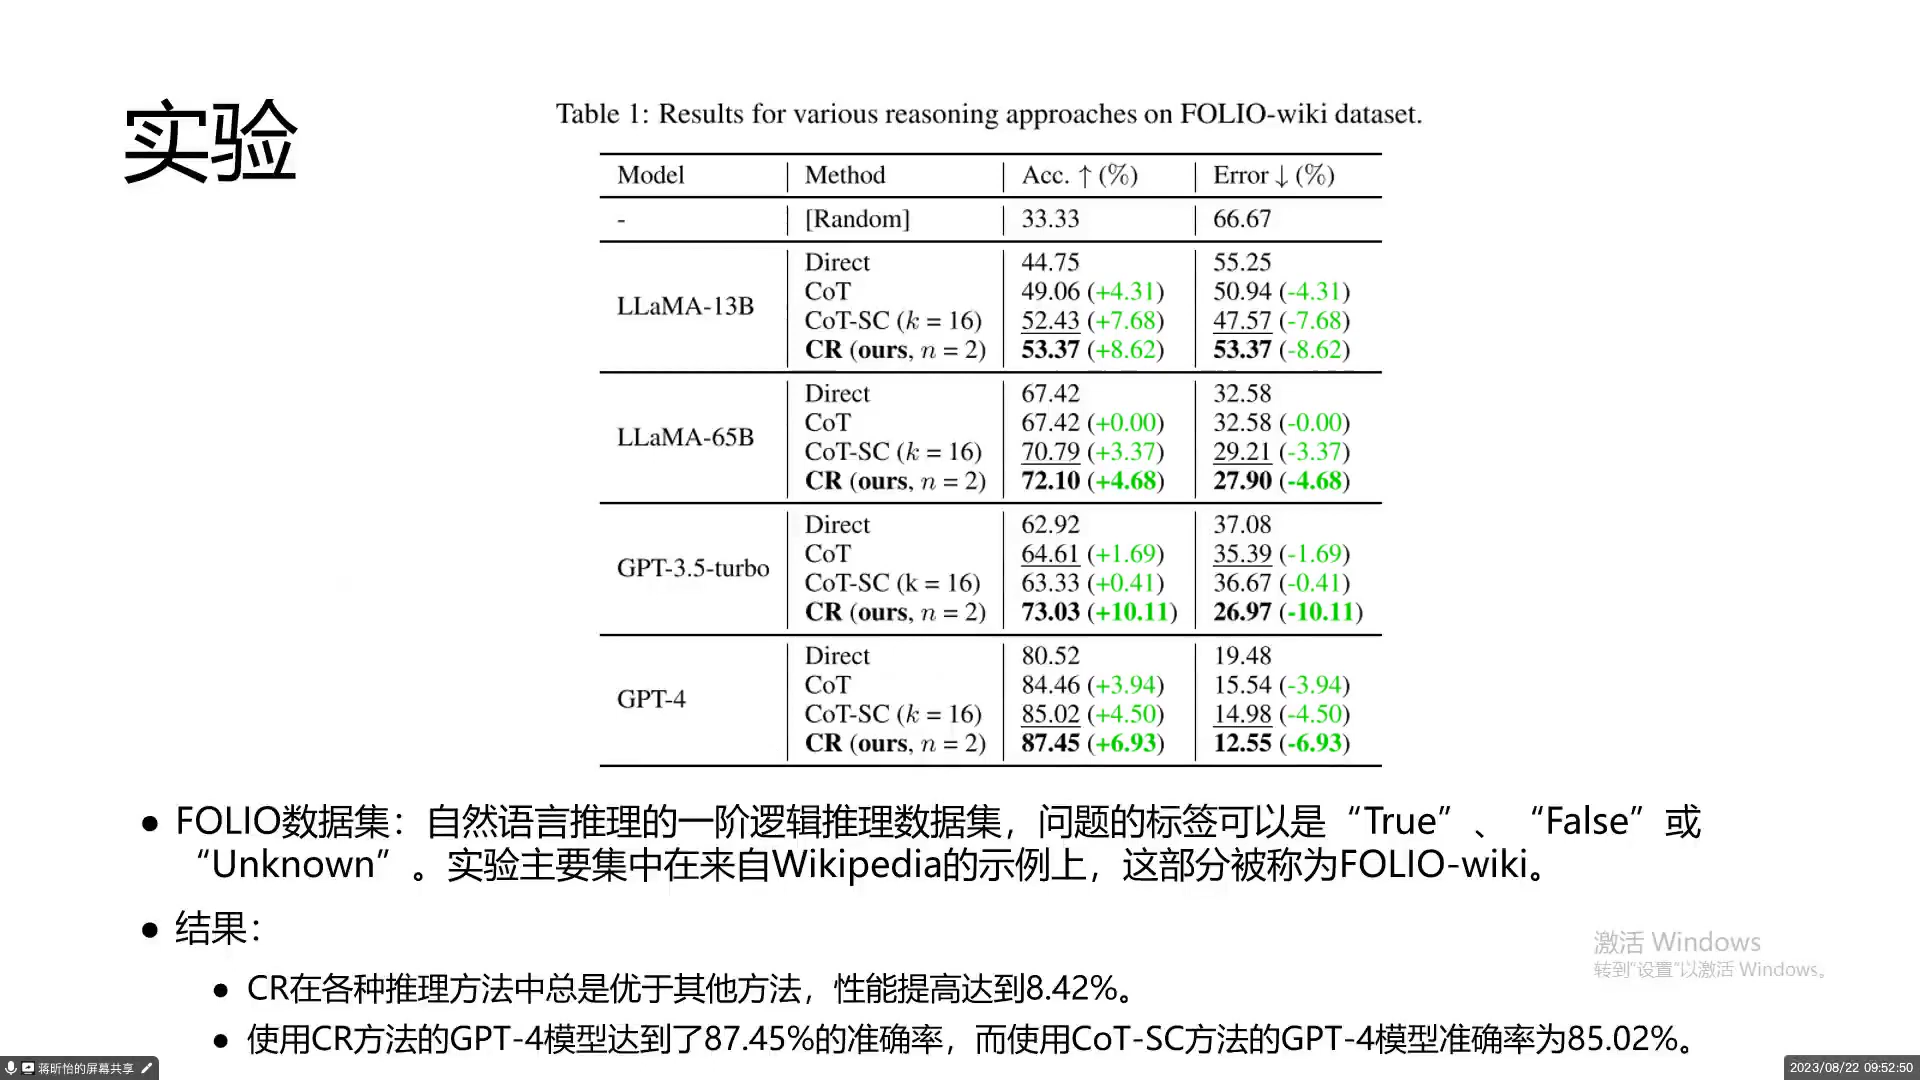 实验
Table 1: Results for various reasoning approaches on FOLIO-wiki dataset.
Model Method Acc. ↑ (%) Error ↓ (%)
- [Random] 33.33 66.67
Direct 44.75 55.25
CoT 49.06 (+4.31) 50.94 (-4.31)
LLaMA-13B
CoT-SC (k = 16) 52.43 (+7.68) 47.57 (-7.68)
CR (ours, n = 2) 53.37 (+8.62) 53.37 (-8.62)
Direct 67.42 32.58
CoT 67.42 (+0.00) 32.58 (-0.00)
LLaMA-65B
CoT-SC (k = 16) 70.79 (+3.37) 29.21 (-3.37)
CR (ours, n = 2) 72.10 (+4.68) 27.90 (-4.68)
Direct 62.92 37.08
CoT 64.61 (+1.69) 35.39 (-1.69)
GPT-3.5-turbo
CoT-SC (k = 16) 63.33 (+0.41) 36.67 (-0.41)
CR (ours, n = 2) 73.03 (+10.11) 26.97 (-10.11)
Direct 80.52 19.48
CoT 84.46 (+3.94) 15.54 (-3.94)
GPT-4
CoT-SC (k = 16) 85.02 (+4.50) 14.98 (-4.50)
CR (ours, n = 2) 87.45 (+6.93) 12.55 (-6.93)
● FOLIO数据集：自然语言推理的一阶逻辑推理数据集，问题的标签可以是“True”、“False”或
“Unknown”。实验主要集中在来自Wikipedia的示例上，这部分被称为FOLIO-wiki。
● 结果：
● CR在各种推理方法中总是优于其他方法，性能提高达到8.42%。
● 使用CR方法的GPT-4模型达到了87.45%的准确率，而使用CoT-SC方法的GPT-4模型准确率为85.02%。
激活 Windows
转到“设置”以激活 Windows。
蒋昕怡的屏幕共享
2023/08/22 09:52:50